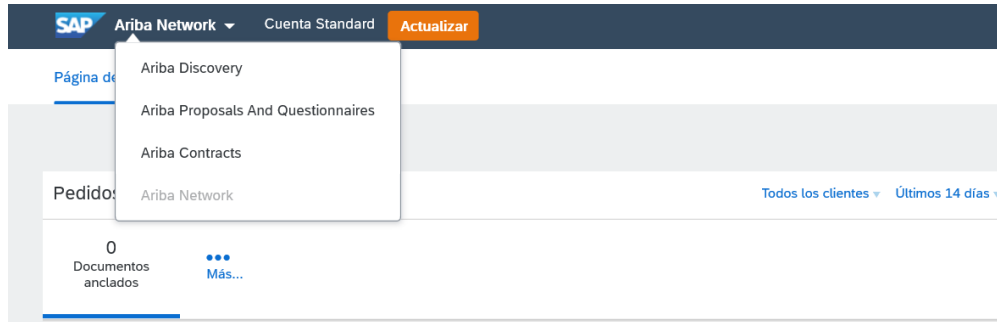 SAP Ariba Network Cuenta Standard Actualizar
Ariba Discovery
Página de
Ariba Proposals And Questionnaires
Ariba Contracts
Pedidos Ariba Network Todos los clientes Últimos 14 días
0
Documentos
anclados
Más...